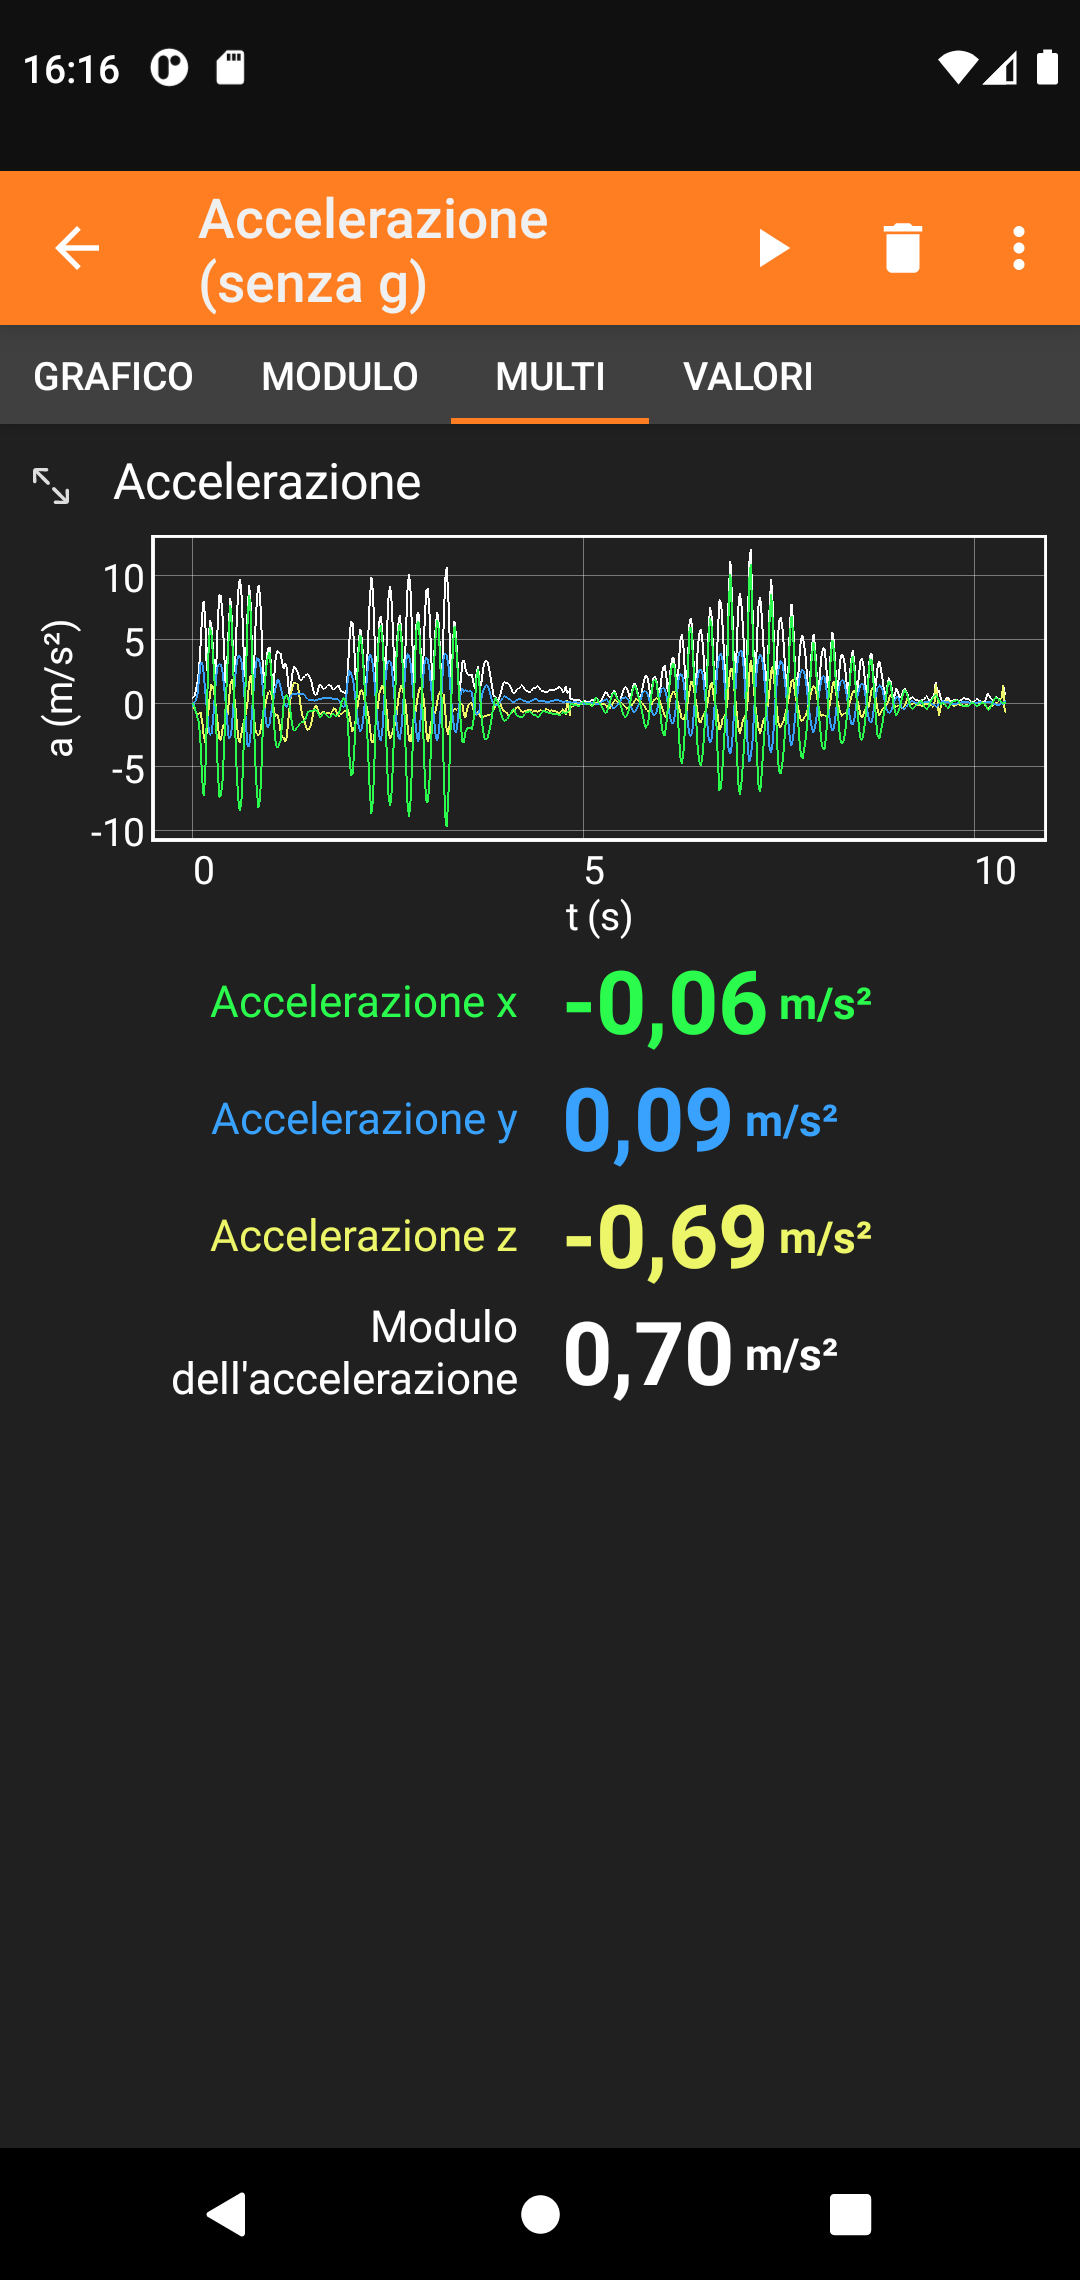 16:16
Accelerazione
(senza g)
GRAFICO MODULO MULTI VALORI
Accelerazione
a (m/s²)
10
5
0
-5
-10
0 5 10
t (s)
Accelerazione x -0,06 m/s²
Accelerazione y 0,09 m/s²
Accelerazione z -0,69 m/s²
Modulo
dell'accelerazione 0,70 m/s²